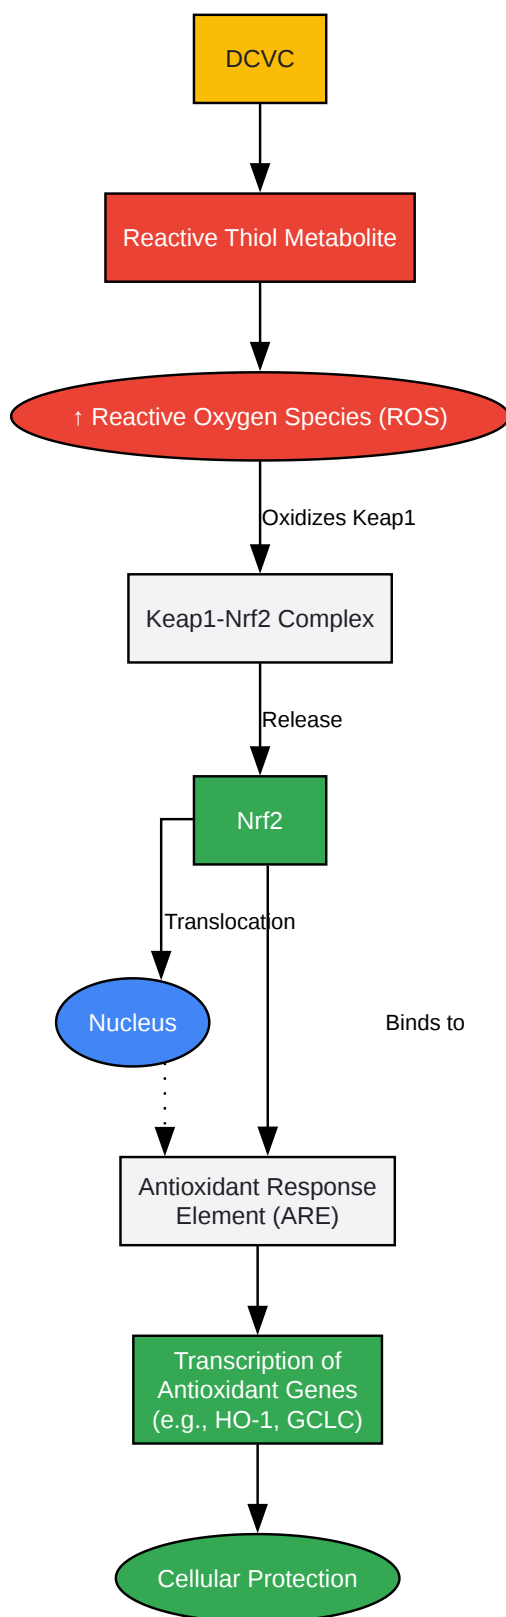 DCVC
Reactive Thiol Metabolite
↑ Reactive Oxygen Species (ROS)
Oxidizes Keap1
Keap1-Nrf2 Complex
Release
Nrf2
Translocation
Nucleus
Binds to
Antioxidant Response
Element (ARE)
Transcription of
Antioxidant Genes
(e.g., HO-1, GCLC)
Cellular Protection